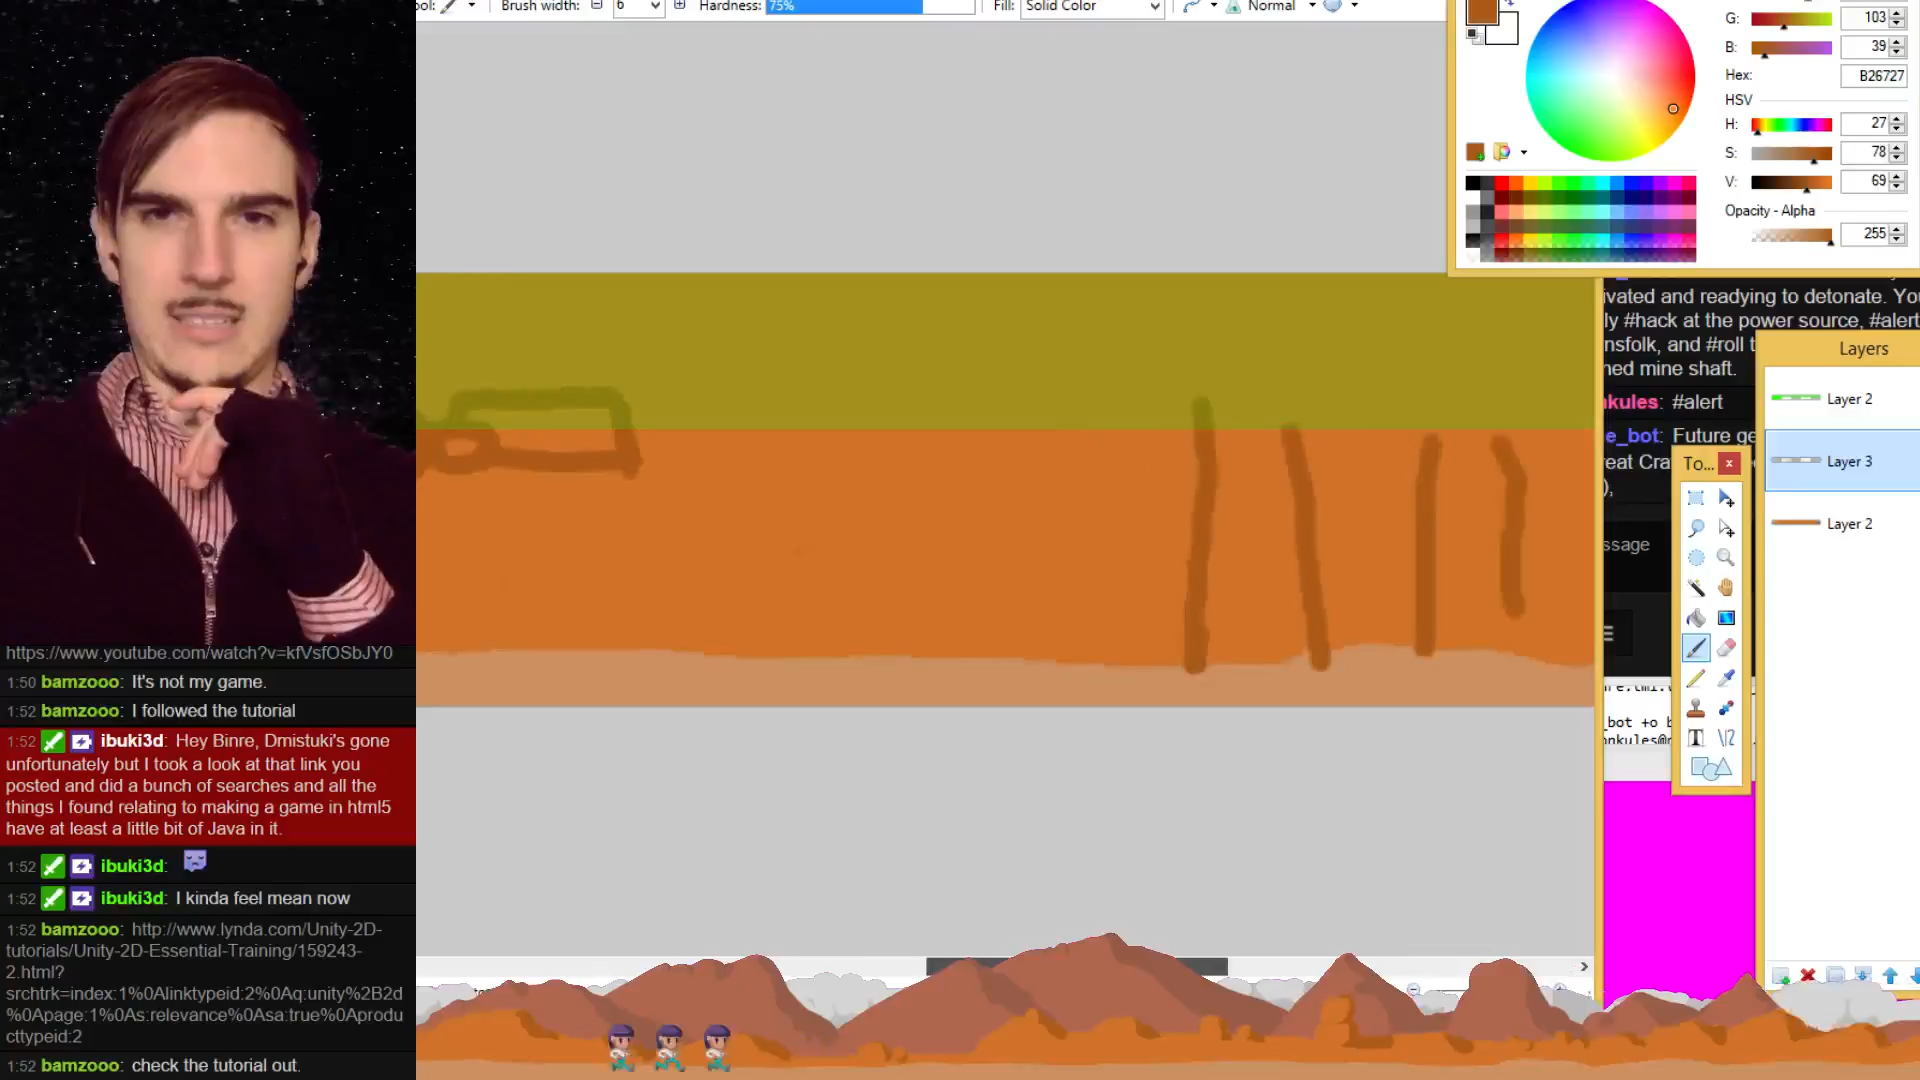 ool:
Brush width:
6
Hardness:
75%
Fill:
Solid Color
Normal
G:
103
B:
39
Hex:
B26727
HSV
H:
27
S:
78
V:
69
Opacity - Alpha
255
ivated and readying to detonate. You
ly #hack at the power source, #alert
nsfolk, and #roll t
ned mine shaft.
nkules: #alert
e_bot: Future ge
reat Cra
),
ssage
_bot +o b
onkules@
Layers
Layer 2
Layer 3
Layer 2
To...
https://www.youtube.com/watch?v=kfVsfOSbJY0
1:50 bamzooo: It's not my game.
1:52 bamzooo: I followed the tutorial
1:52 ibuki3d: Hey Binre, Dmistuki's gone
unfortunately but I took a look at that link you
posted and did a bunch of searches and all the
things I found relating to making a game in html5
have at least a little bit of Java in it.
1:52 ibuki3d:
1:52 ibuki3d: I kinda feel mean now
1:52 bamzooo: http://www.lynda.com/Unity-2D-
tutorials/Unity-2D-Essential-Training/159243-
2.html?
srchtrk=index:1%0Alinktypeid:2%0Aq:unity%2B2d
%0Apage:1%0As:relevance%0Asa:true%0Aprodu
cttypeid:2
1:52 bamzooo: check the tutorial out.